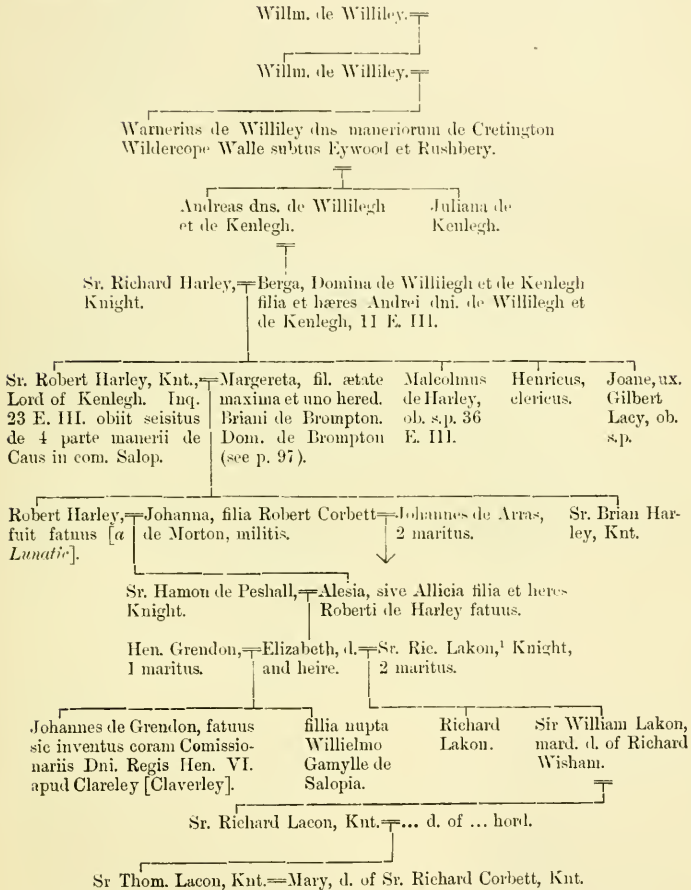 Willm. de Williley.
Willm. de Williley.
Warnerius de Williley dns maneriorum de Cretington
Wildercope Walle subtus Eywood et Rushbery.
Andreas dns. de Willilegh
et de Kenlegh.
Juliana de
Kenlegh.
Sr. Richard Harley,
Knight.
Berga, Domina de Willilegh et de Kenlegh
filia et hæres Andrei dni. de Willilegh et
de Kenlegh, 11 E. III.
Sr. Robert Harley, Knt.,
Lord of Kenlegh. Inq.
23 E. III. obiit seisitus
de 4 parte manerii de
Caus in com. Salop.
Margereta, fil. ætate
maxima et uno hered.
Briani de Brompton.
Dom. de Brompton
(see p. 97).
Malcolmus
de Harley,
ob. s.p. 36
E. III.
Henricus,
clericus.
Joane, ux.
Gilbert
Lacy, ob.
s.p.
Robert Harley,
fuit fatuus [a
Lunatic].
Johanna, filia Robert Corbett
de Morton, militis.
Johannes de Arras,
2 maritus.
Sr. Brian Har-
ley, Knt.
Sr. Hamon de Peshall,
Knight.
Alesia, sive Allicia filia et heres
Roberti de Harley fatuus.
Hen. Grendon,
1 maritus.
Elizabeth, d.
and heire.
Sr. Ric. Lakon,¹ Knight,
2 maritus.
Johannes de Grendon, fatuus
sic inventus coram Comissio-
nariis Dni. Regis Hen. VI.
apud Clareley [Claverley].
fillia nupta
Willielmo
Gamylle de
Salopia.
Richard
Lakon.
Sir William Lakon,
mard. d. of Richard
Wisham.
Sr. Richard Lacon, Knt.
... d. of ... hord.
Sr Thom. Lacon, Knt.
Mary, d. of Sr. Richard Corbett, Knt.